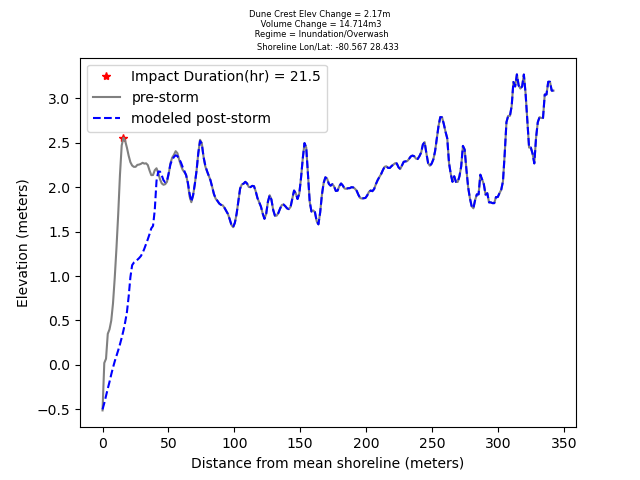 Dune Crest Elev Change = 2.17m
Volume Change = 14.714m3
Regime = Inundation/Overwash
Shoreline Lon/Lat: -80.567 28.433
Impact Duration(hr) = 21.5
pre-storm
modeled post-storm
Elevation (meters)
3.0
2.5
2.0
1.5
1.0
0.5
0.0
−0.5
0
50
100
150
200
250
300
350
Distance from mean shoreline (meters)